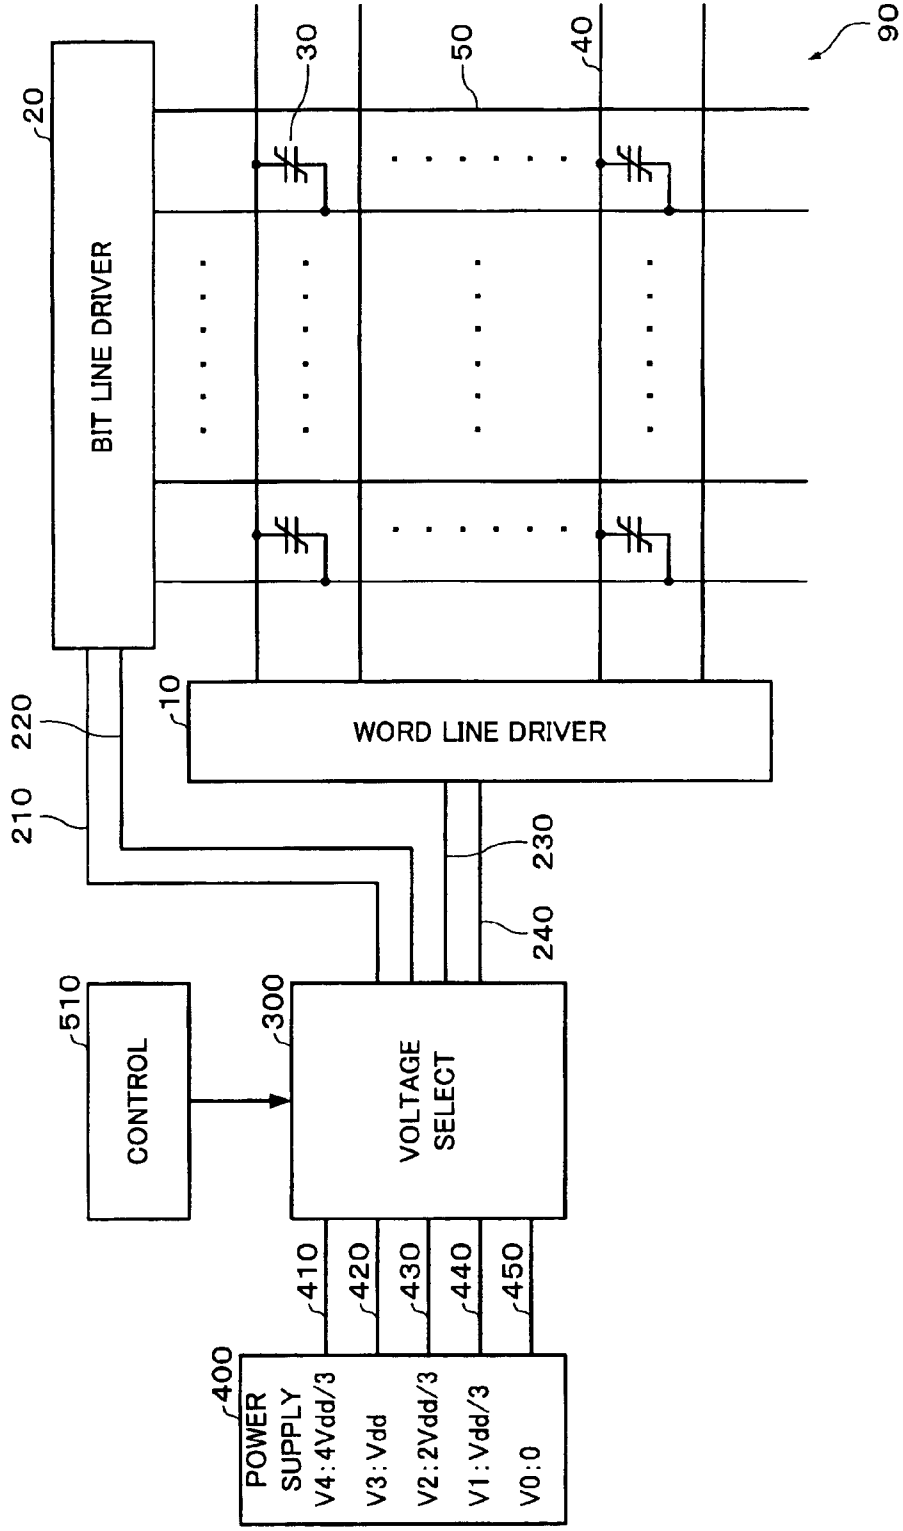 400
POWER
SUPPLY
V4:4Vdd/3
V3:Vdd
V2:2Vdd/3
V1:Vdd/3
V0:0
410
420
430
440
450
510
CONTROL
300
VOLTAGE
SELECT
210
220
230
240
10
WORD LINE DRIVER
20
BIT LINE DRIVER
30
50
40
90